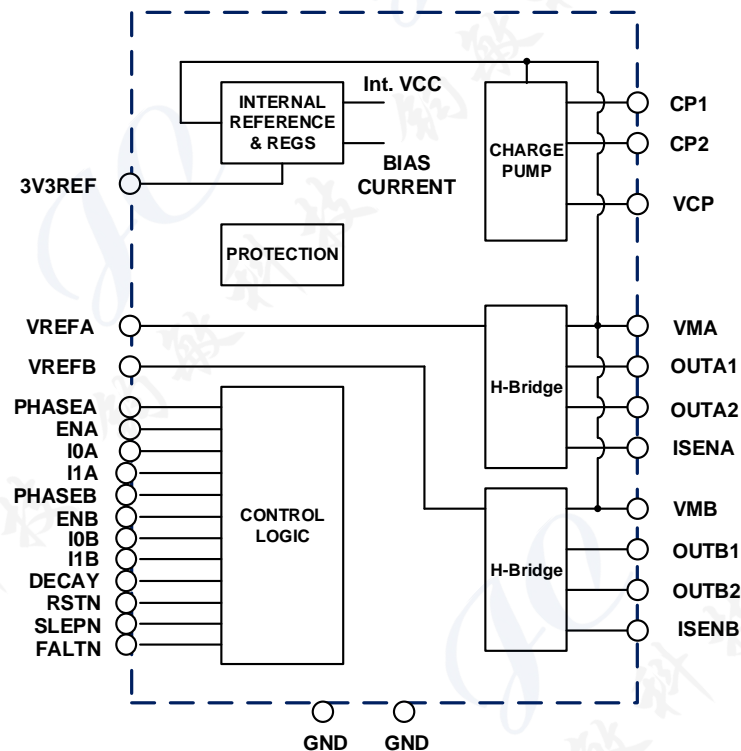 Int. VCC
INTERNAL
REFERENCE
& REGS
BIAS
CURRENT
CHARGE
PUMP
CP1
CP2
VCP
3V3REF
PROTECTION
VREFA
VREFB
H-Bridge
VMA
OUTA1
OUTA2
ISENA
PHASEA
ENA
I0A
I1A
PHASEB
ENB
I0B
I1B
DECAY
RSTN
SLEPN
FALTN
CONTROL
LOGIC
H-Bridge
VMB
OUTB1
OUTB2
ISENB
GND
GND